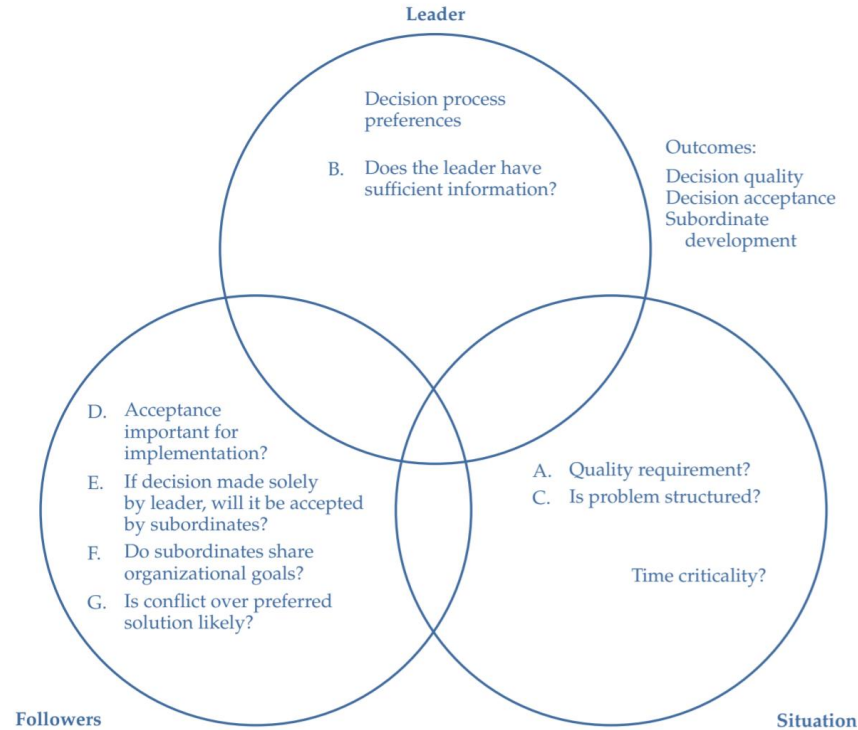 Leader
Decision process
preferences
B. Does the leader have
sufficient information?
Outcomes:
Decision quality
Decision acceptance
Subordinate
development
D. Acceptance
important for
implementation?
E. If decision made solely
by leader, will it be accepted
by subordinates?
F. Do subordinates share
organizational goals?
G. Is conflict over preferred
solution likely?
A. Quality requirement?
C. Is problem structured?
Time criticality?
Followers
Situation